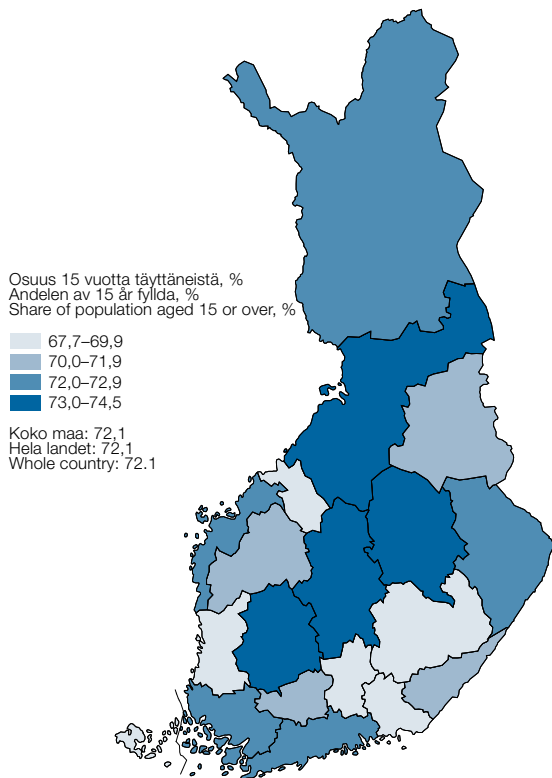 Osuus 15 vuotta täyttäneistä, %
Andelen av 15 år fyllda, %
Share of population aged 15 or over, %
67,7–69,9
70,0–71,9
72,0–72,9
73,0–74,5
Koko maa: 72,1
Hela landet: 72,1
Whole country: 72.1